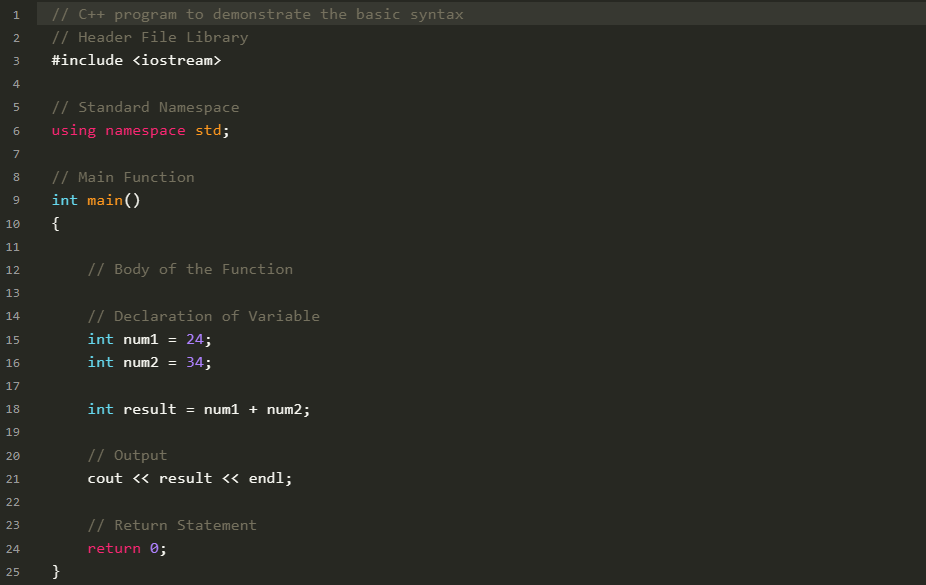 1 // C++ program to demonstrate the basic syntax
2 // Header File Library
3 #include <iostream>
4
5 // Standard Namespace
6 using namespace std;
7
8 // Main Function
9 int main()
10 {
11
12     // Body of the Function
13
14     // Declaration of Variable
15     int num1 = 24;
16     int num2 = 34;
17
18     int result = num1 + num2;
19
20     // Output
21     cout << result << endl;
22
23     // Return Statement
24     return 0;
25 }